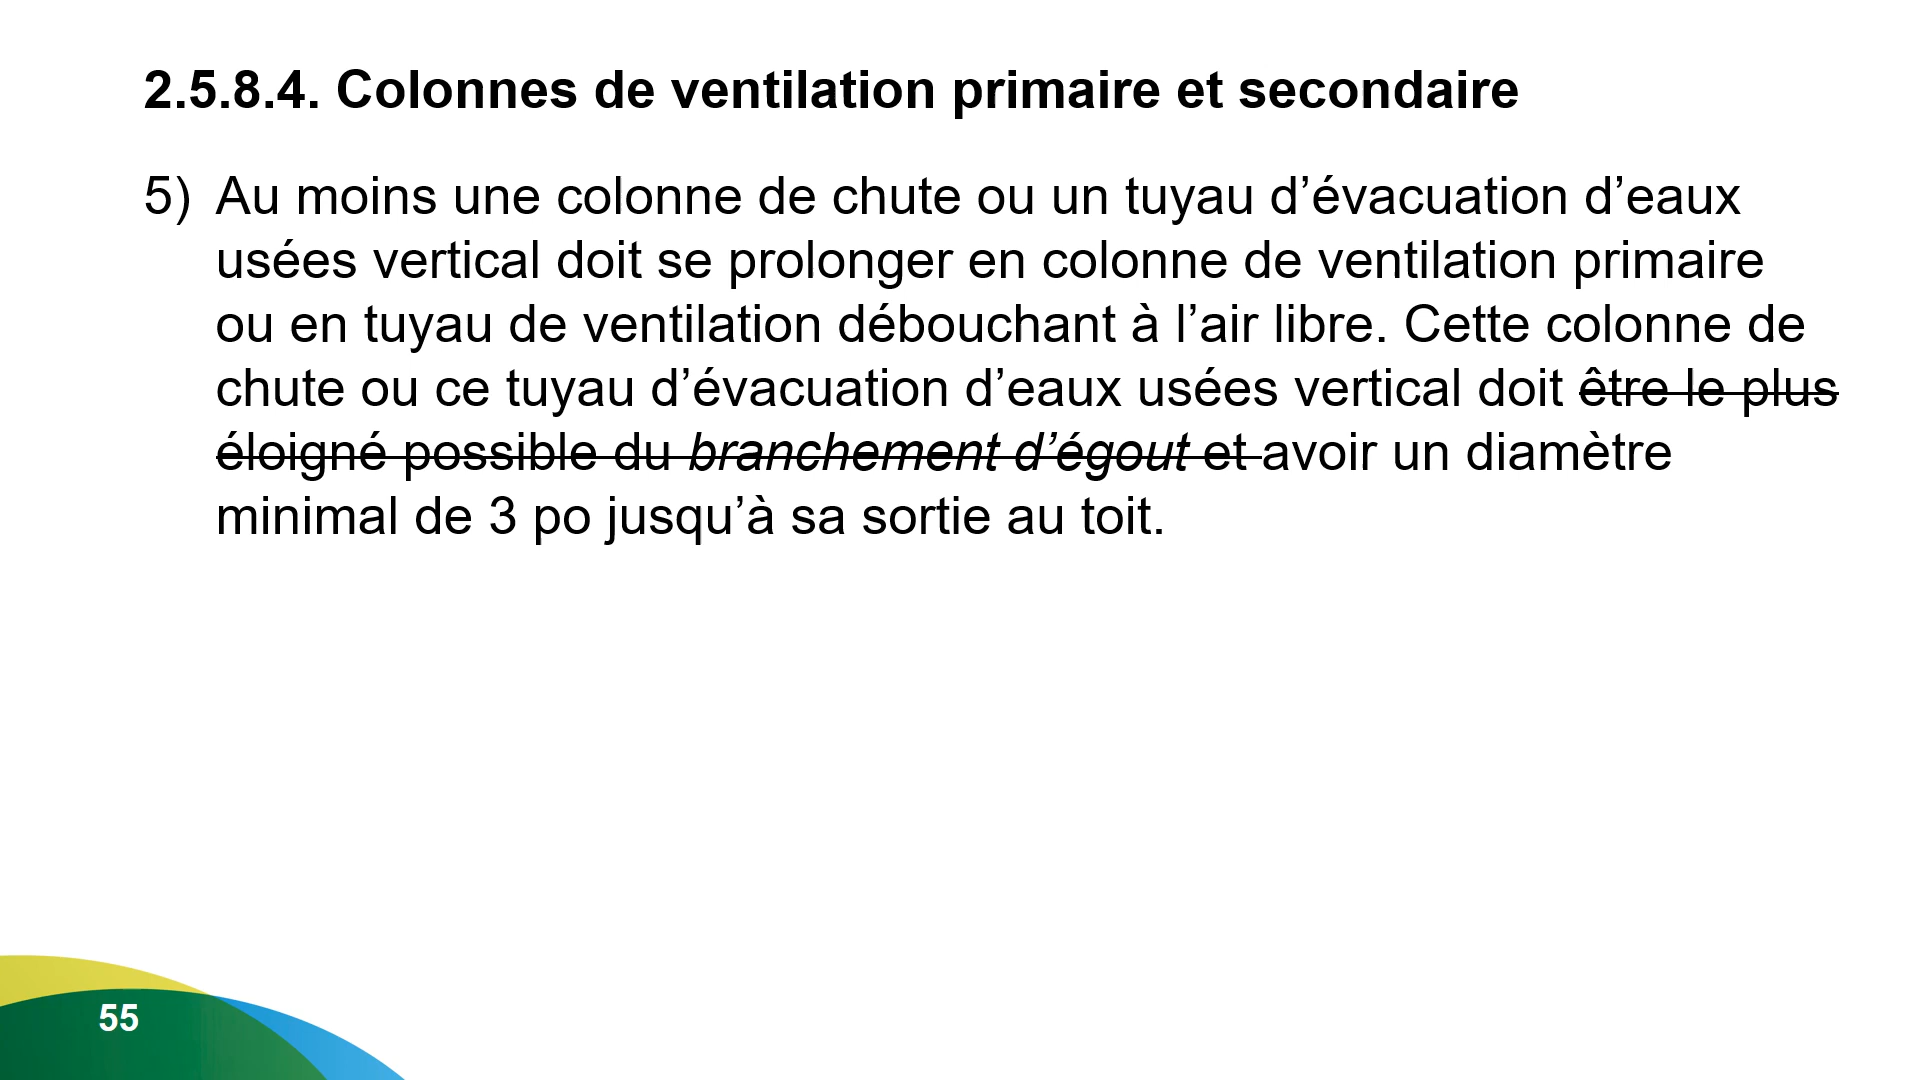 2.5.8.4. Colonnes de ventilation primaire et secondaire
5) Au moins une colonne de chute ou un tuyau d’évacuation d’eaux
usées vertical doit se prolonger en colonne de ventilation primaire
ou en tuyau de ventilation débouchant à l’air libre. Cette colonne de
chute ou ce tuyau d’évacuation d’eaux usées vertical doit être le plus
éloigné possible du branchement d’égout et avoir un diamètre
minimal de 3 po jusqu’à sa sortie au toit.
55